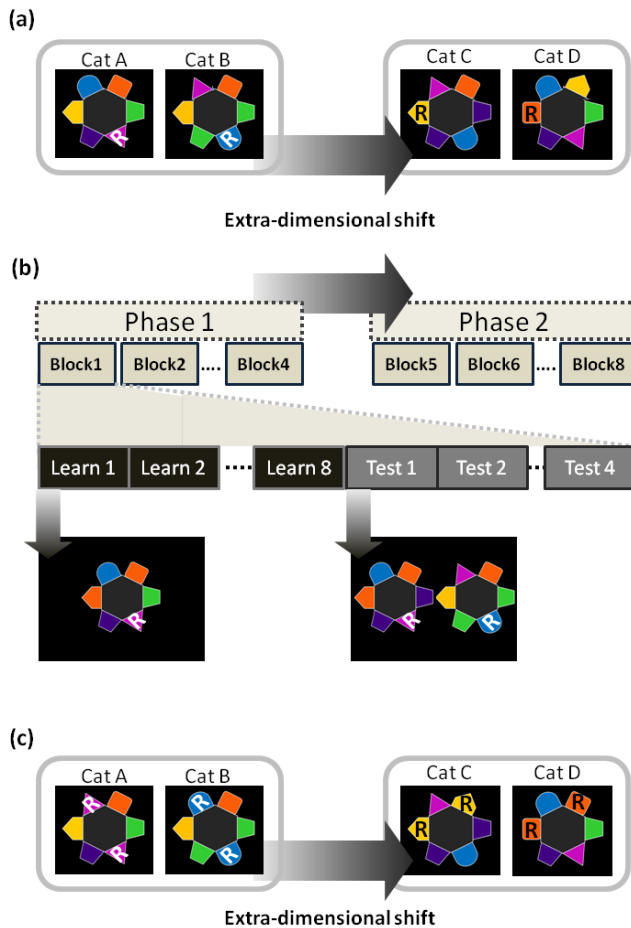 (a)
Cat A Cat B Cat C Cat D
R R R R
Extra-dimensional shift
(b)
Phase 1 Phase 2
Block1 Block2 .... Block4 Block5 Block6 .... Block8
Learn 1 Learn 2 Learn 8 Test 1 Test 2 Test 4
R R R
(c)
Cat A Cat B Cat C Cat D
R R R R
R R R R
Extra-dimensional shift